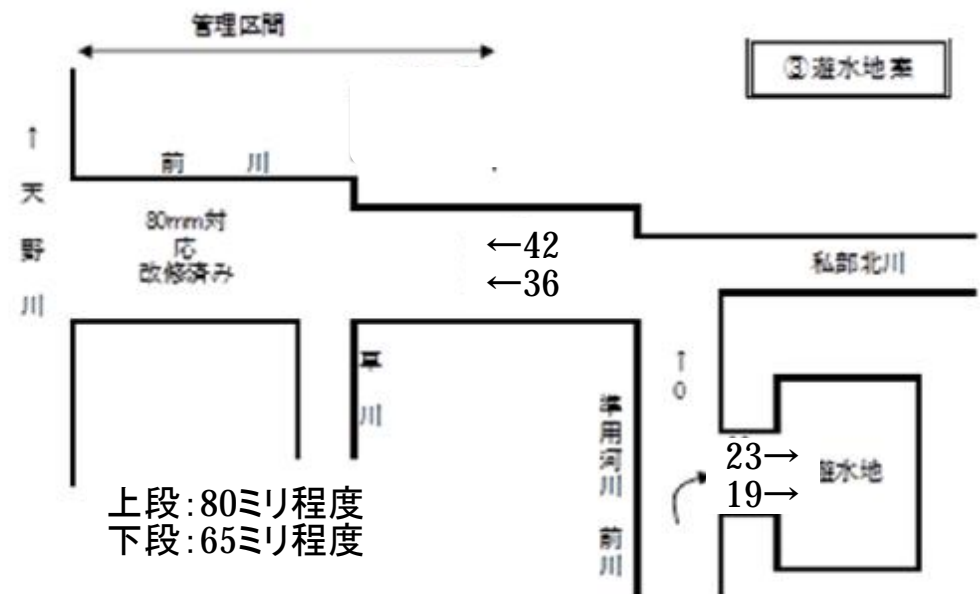 管理区間
③遊水地案
↑
天野川
前 川
80mm対
応
改修済み
←42
←36
私部北川
草川
↑
0
準用河川 前川
23→
19→
遊水地
上段:80ミリ程度
下段:65ミリ程度